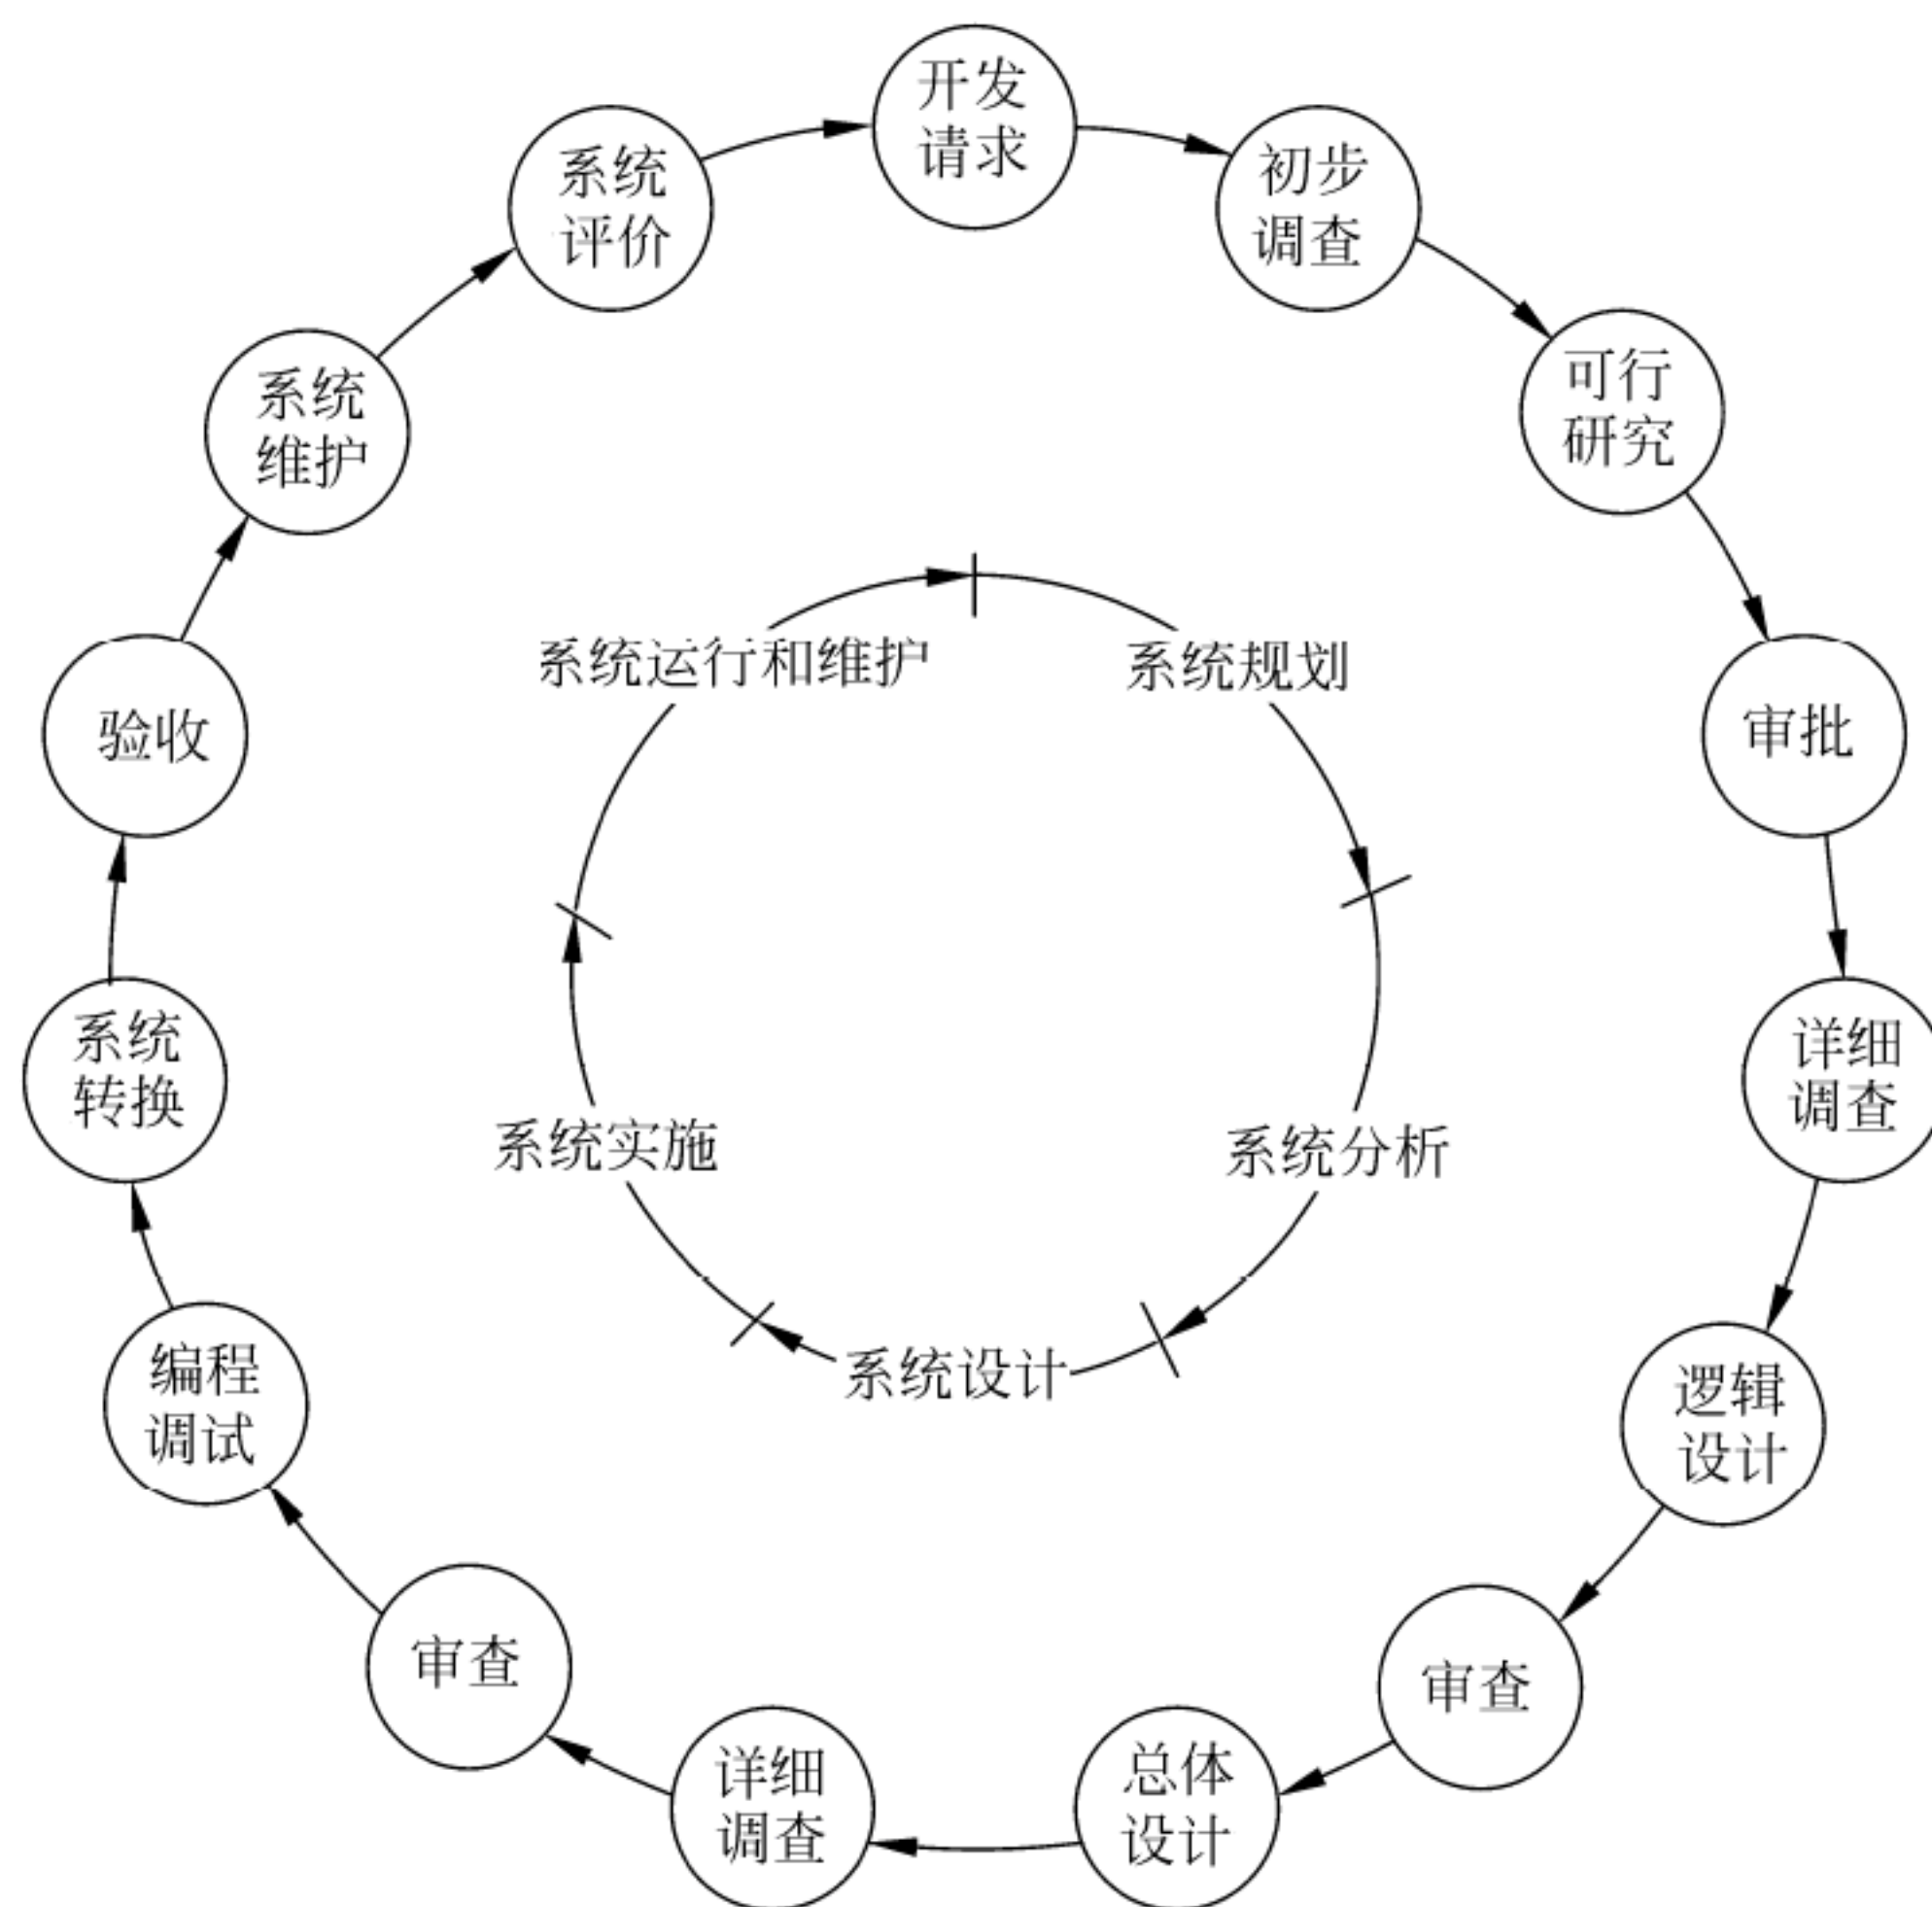 开发
请求
初步
调查
可行
研究
审批
详细
调查
逻辑
设计
审查
总体
设计
详细
调查
审查
编程
调试
系统
转换
验收
系统
维护
系统
评价
系统规划
系统分析
系统设计
系统实施
系统运行和维护